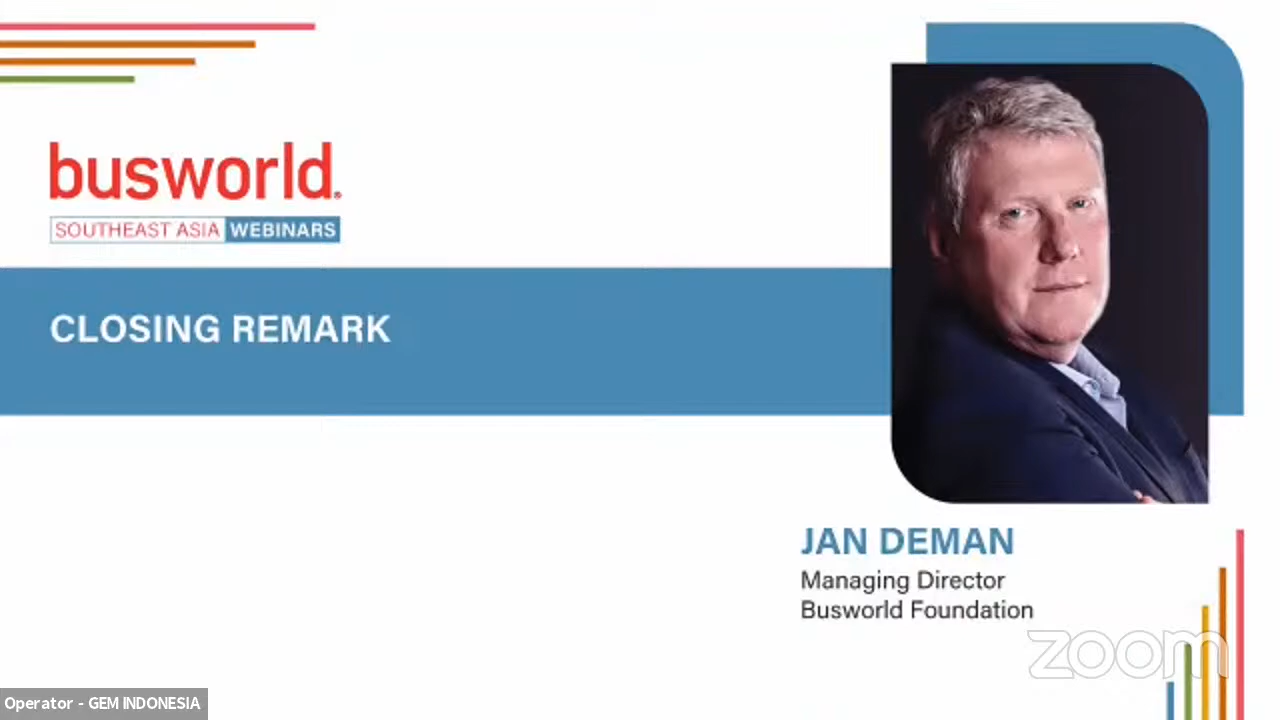 busworld®
SOUTHEAST ASIA WEBINARS
CLOSING REMARK
JAN DEMAN
Managing Director
Busworld Foundation
zoom
Operator - GEM INDONESIA